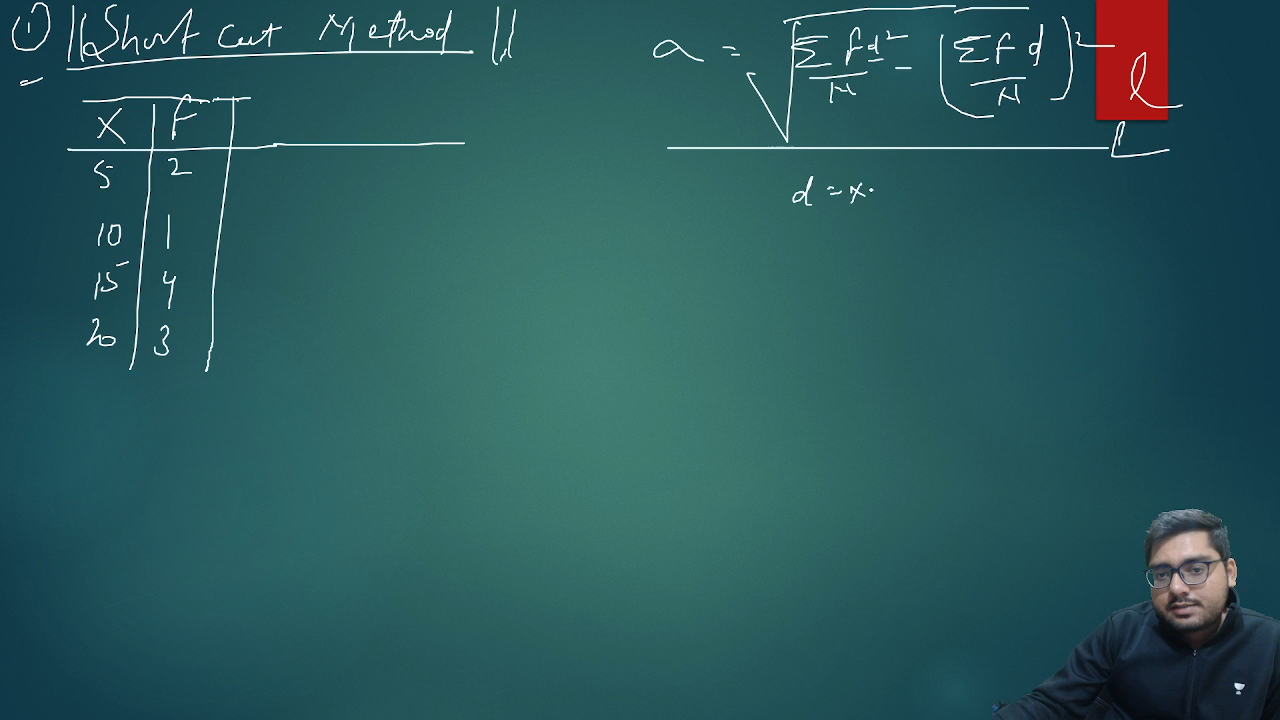 ① Short cut Method
σ = √(Σfd²/N - (Σfd/N)²)
X | F
5 | 2
10 | 1
15 | 4
20 | 3
d = x-